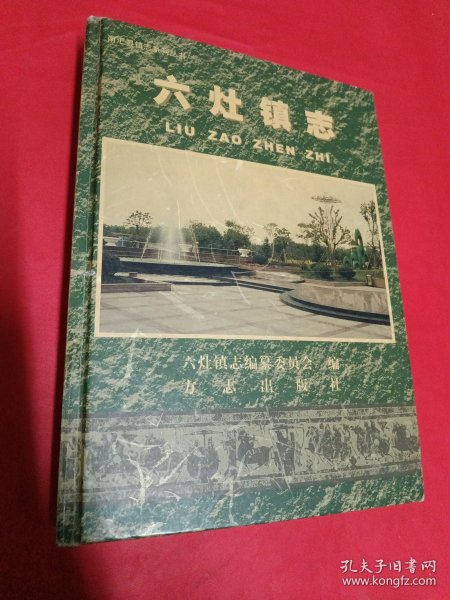 六灶镇志
LIU ZAO ZHEN ZHI
六灶镇志编纂委员会 编
方志出版社
孔夫子旧书网
www.kongfz.com